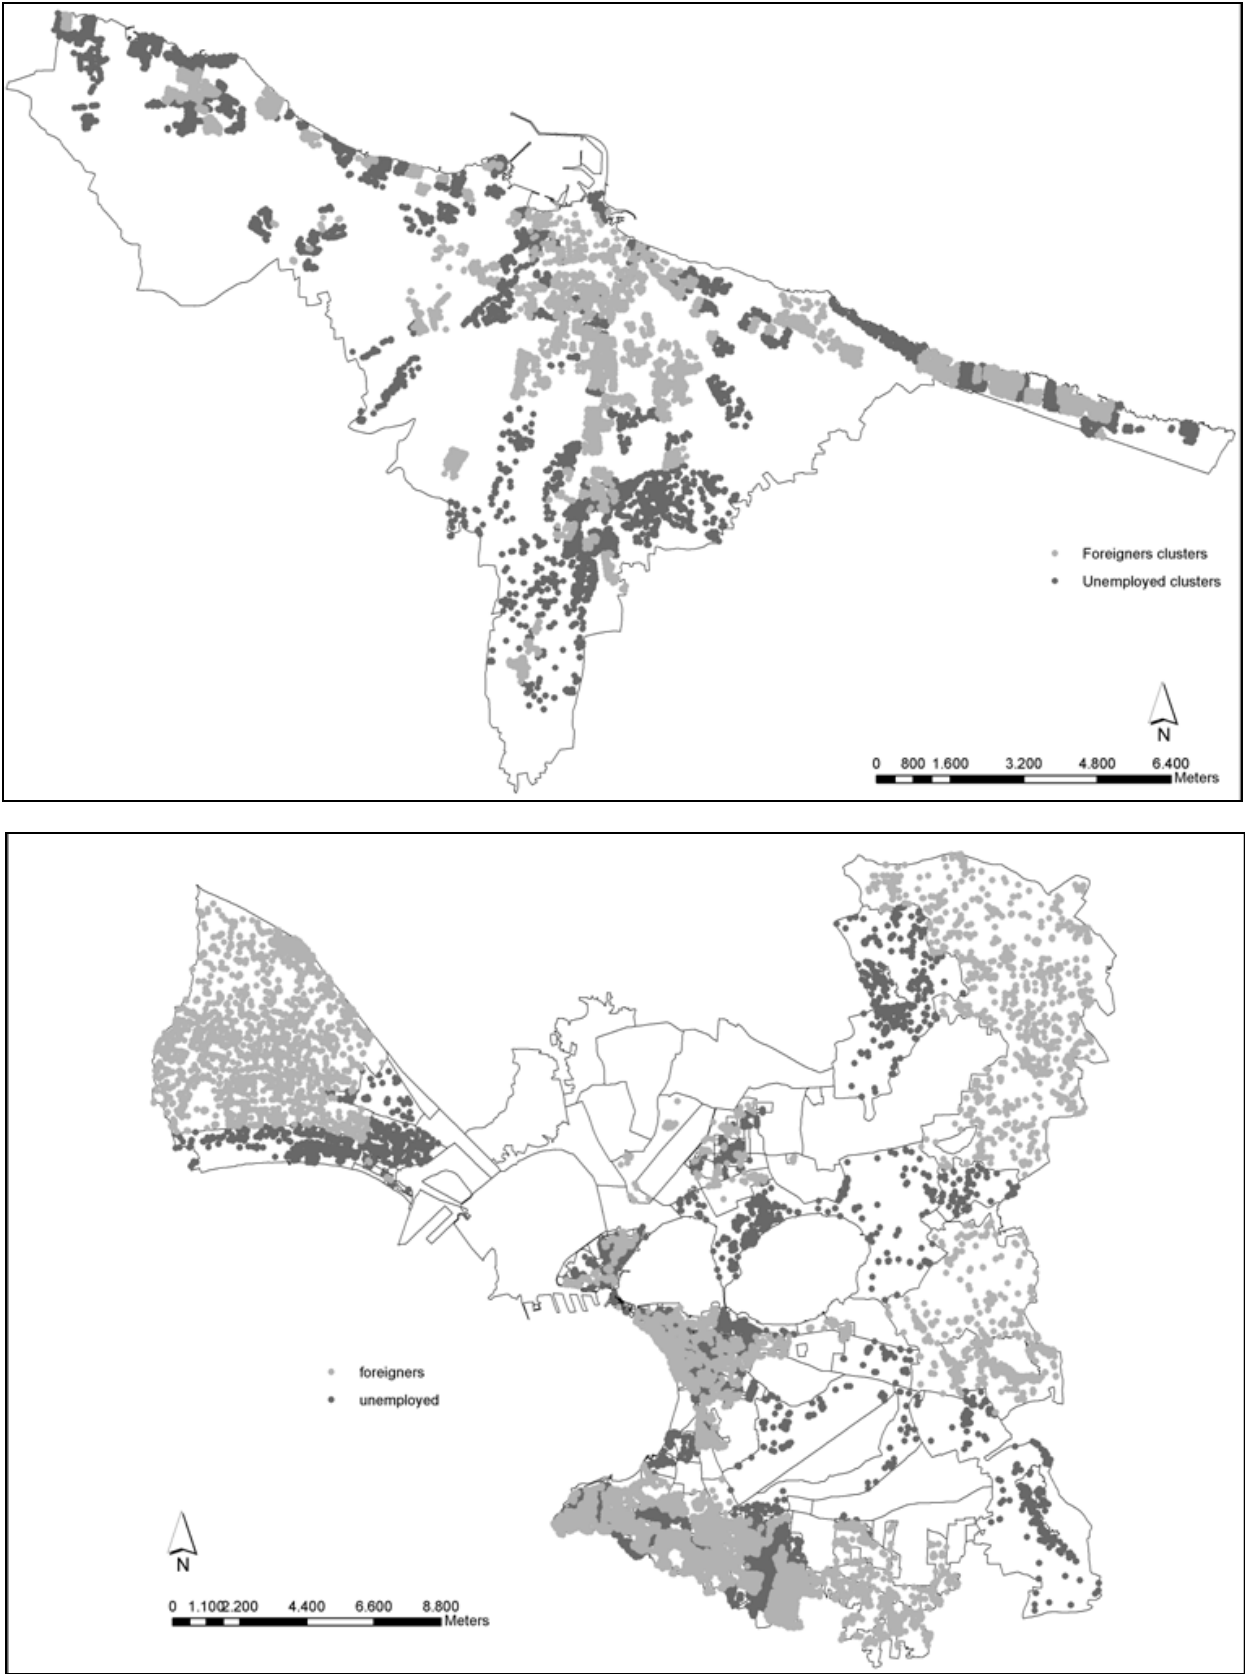 Foreigners clusters
Unemployed clusters
N
0 800 1.600 3.200 4.800 6.400
Meters
foreigners
unemployed
N
0 1.100 2.200 4.400 6.600 8.800
Meters